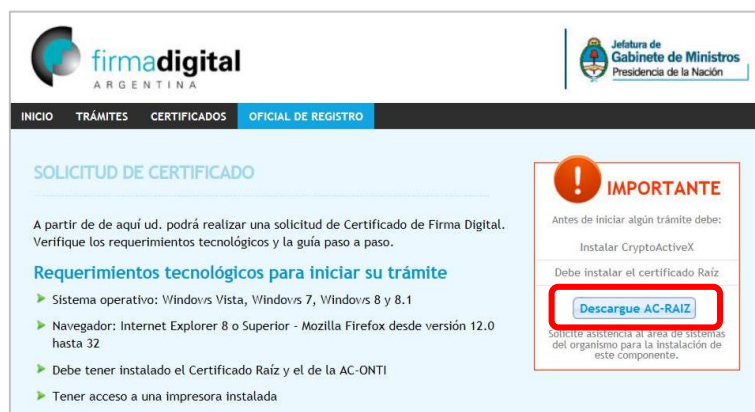 firmadigital
ARGENTINA
Jefatura de
Gabinete de Ministros
Presidencia de la Nación
INICIO TRÁMITES CERTIFICADOS OFICIAL DE REGISTRO
SOLICITUD DE CERTIFICADO
A partir de de aquí ud. podrá realizar una solicitud de Certificado de Firma Digital.
Verifique los requerimientos tecnológicos y la guía paso a paso.
Requerimientos tecnológicos para iniciar su trámite
Sistema operativo: Windows Vista, Windows 7, Windows 8 y 8.1
Navegador: Internet Explorer 8 o Superior - Mozilla Firefox desde versión 12.0
hasta 32
Debe tener instalado el Certificado Raíz y el de la AC-ONTI
Tener acceso a una impresora instalada
! IMPORTANTE
Antes de iniciar algún trámite debe:
Instalar CryptoActiveX
Debe instalar el certificado Raíz
Descargue AC-RAIZ
Solicite asistencia al área de sistemas
del organismo para la instalación de
este componente.